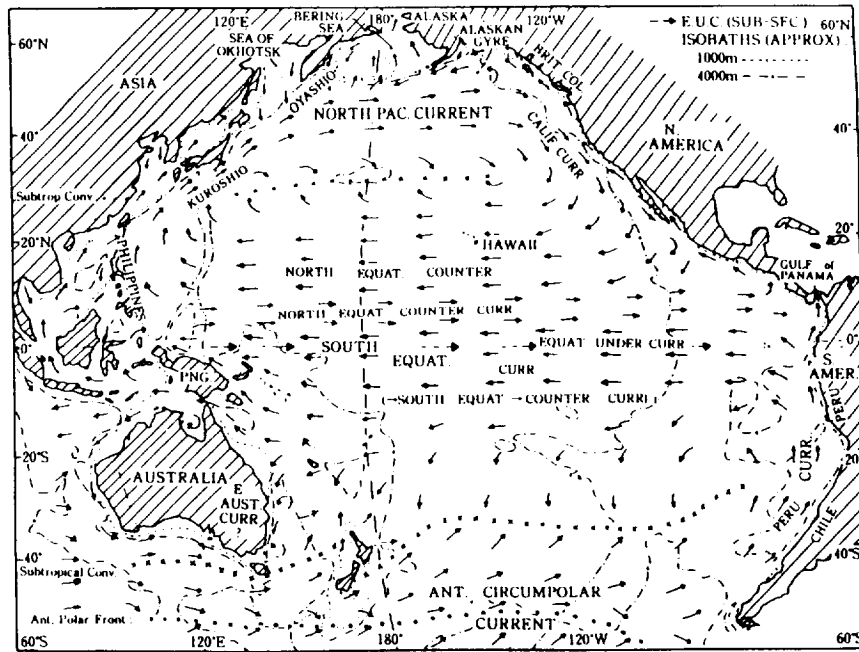 120°E
BERING SEA
180°
ALASKA
120°W
60°N
SEA OF OKHOTSK
ALASKAN GYRE
→ E.U.C. (SUB-SFC)
60°N
ISOBATHS (APPROX)
1000m
4000m
BRIT COL.
ASIA
OYASHIO
NORTH PAC. CURRENT
40°
40°
CALIF CURR
N. AMERICA
KUROSHIO
Subtrop Conv.
20°N
HAWAII
20°N
PHILIPPINES
NORTH EQUAT. COUNTER
GULF of PANAMA
NORTH EQUAT COUNTER CURR
0°
SOUTH EQUAT. CURR
EQUAT UNDER CURR
0°
PNG
S. AMER.
(→SOUTH EQUAT → COUNTER CURR)
PERU
20°S
AUSTRALIA
E AUST CURR
20°
PERU CURR.
CHILE
40°
40°S
Subtropical Conv.
ANT. CIRCUMPOLAR CURRENT
Ant. Polar Front
60°S
120°E
180°
120°W
60°S